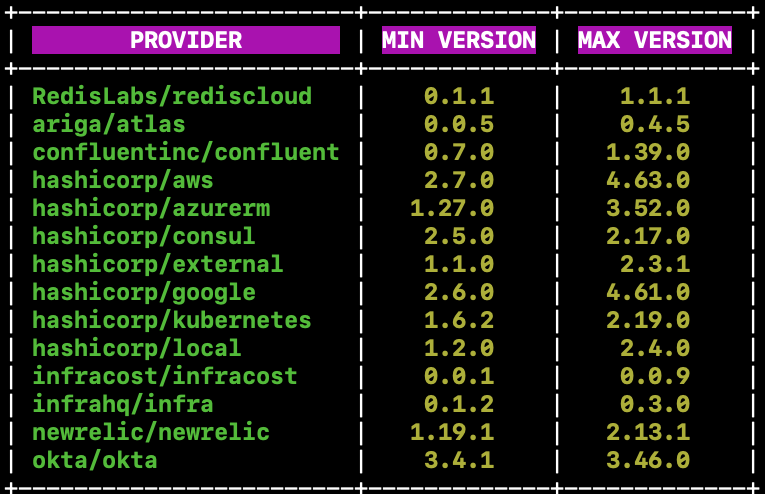 PROVIDER MIN VERSION MAX VERSION
RedisLabs/rediscloud 0.1.1 1.1.1
ariga/atlas 0.0.5 0.4.5
confluentinc/confluent 0.7.0 1.39.0
hashicorp/aws 2.7.0 4.63.0
hashicorp/azurerm 1.27.0 3.52.0
hashicorp/consul 2.5.0 2.17.0
hashicorp/external 1.1.0 2.3.1
hashicorp/google 2.6.0 4.61.0
hashicorp/kubernetes 1.6.2 2.19.0
hashicorp/local 1.2.0 2.4.0
infracost/infracost 0.0.1 0.0.9
infrahq/infra 0.1.2 0.3.0
newrelic/newrelic 1.19.1 2.13.1
okta/okta 3.4.1 3.46.0